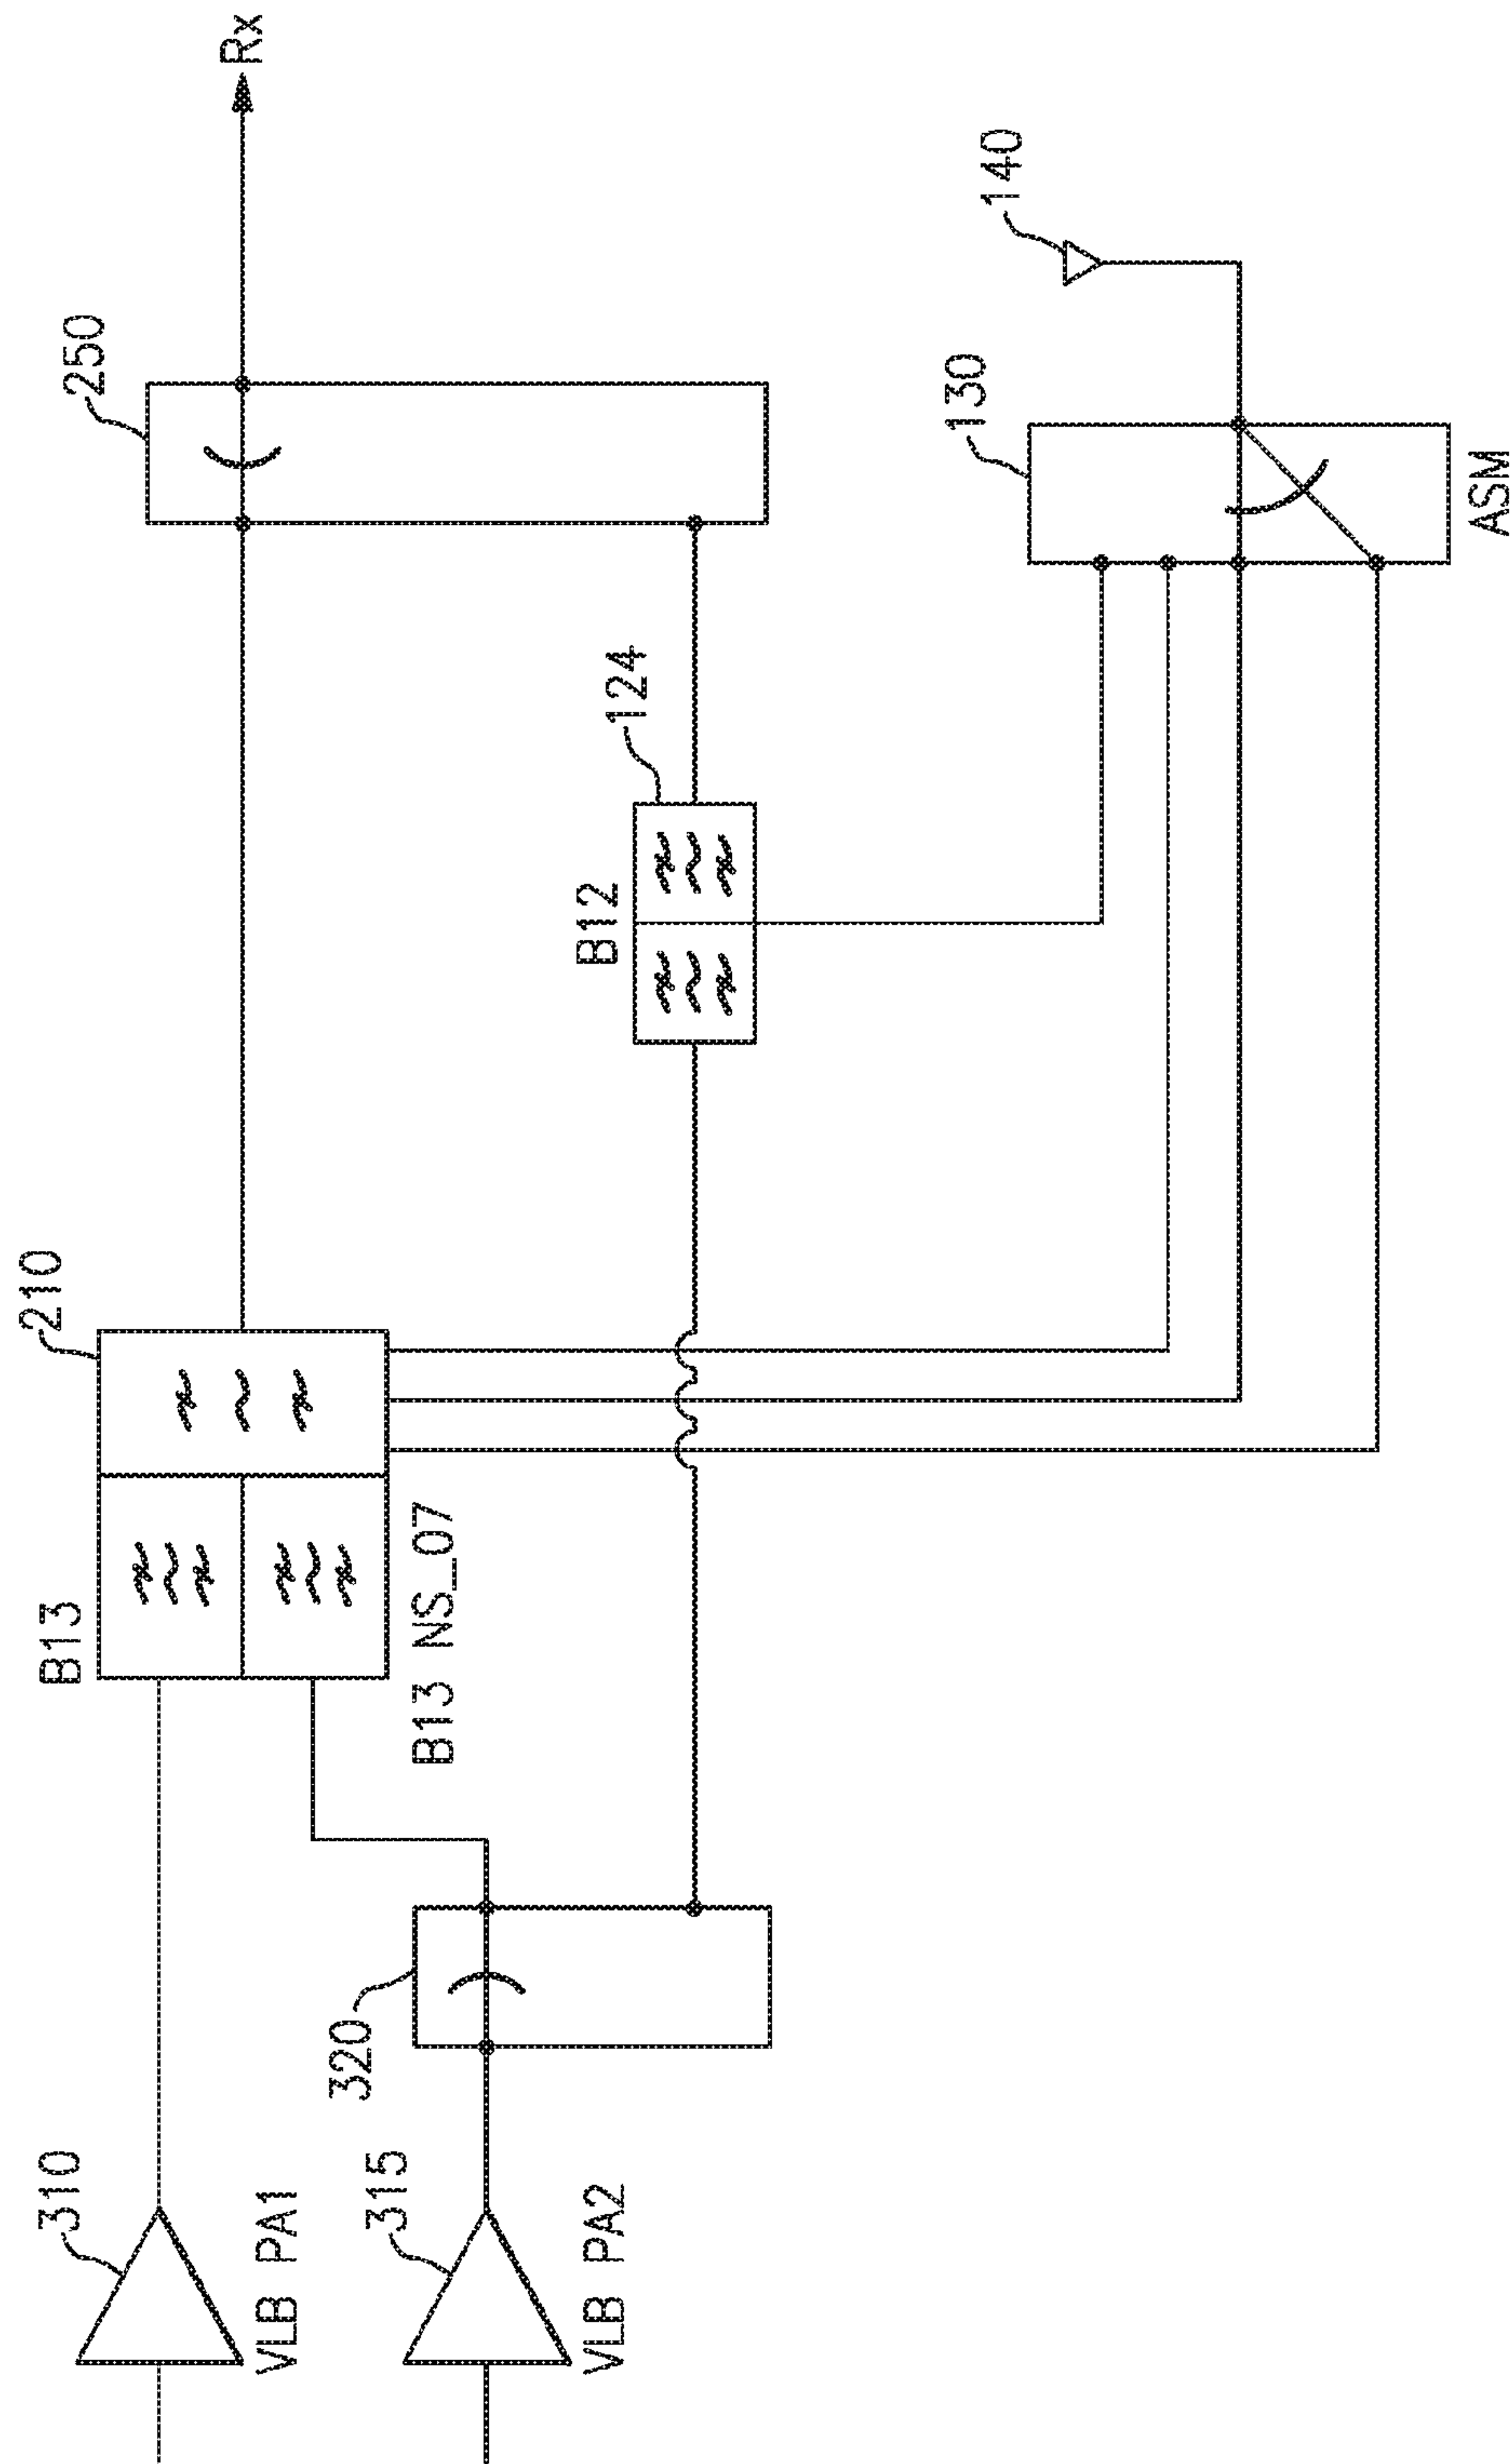 310
VLB PA1
315
VLB PA2
320
B13
210
B13 NS_07
B12
124
250
Rx
130
ASM
140